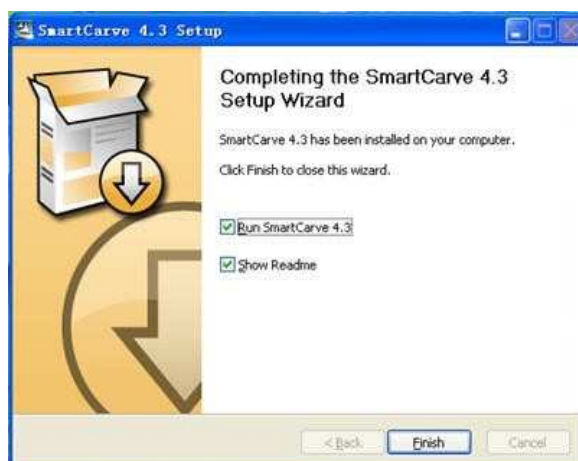 SmartCarve 4.3 Setup
Completing the SmartCarve 4.3
Setup Wizard
SmartCarve 4.3 has been installed on your computer.
Click Finish to close this wizard.
Run SmartCarve 4.3
Show Readme
< Back
Finish
Cancel